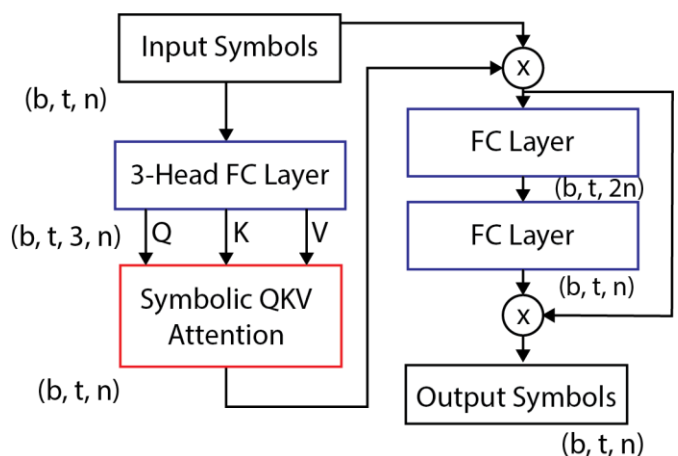 Input Symbols
(b, t, n)
3-Head FC Layer
(b, t, 3, n)
Q K V
Symbolic QKV
Attention
(b, t, n)
x
FC Layer
(b, t, 2n)
FC Layer
(b, t, n)
x
Output Symbols
(b, t, n)